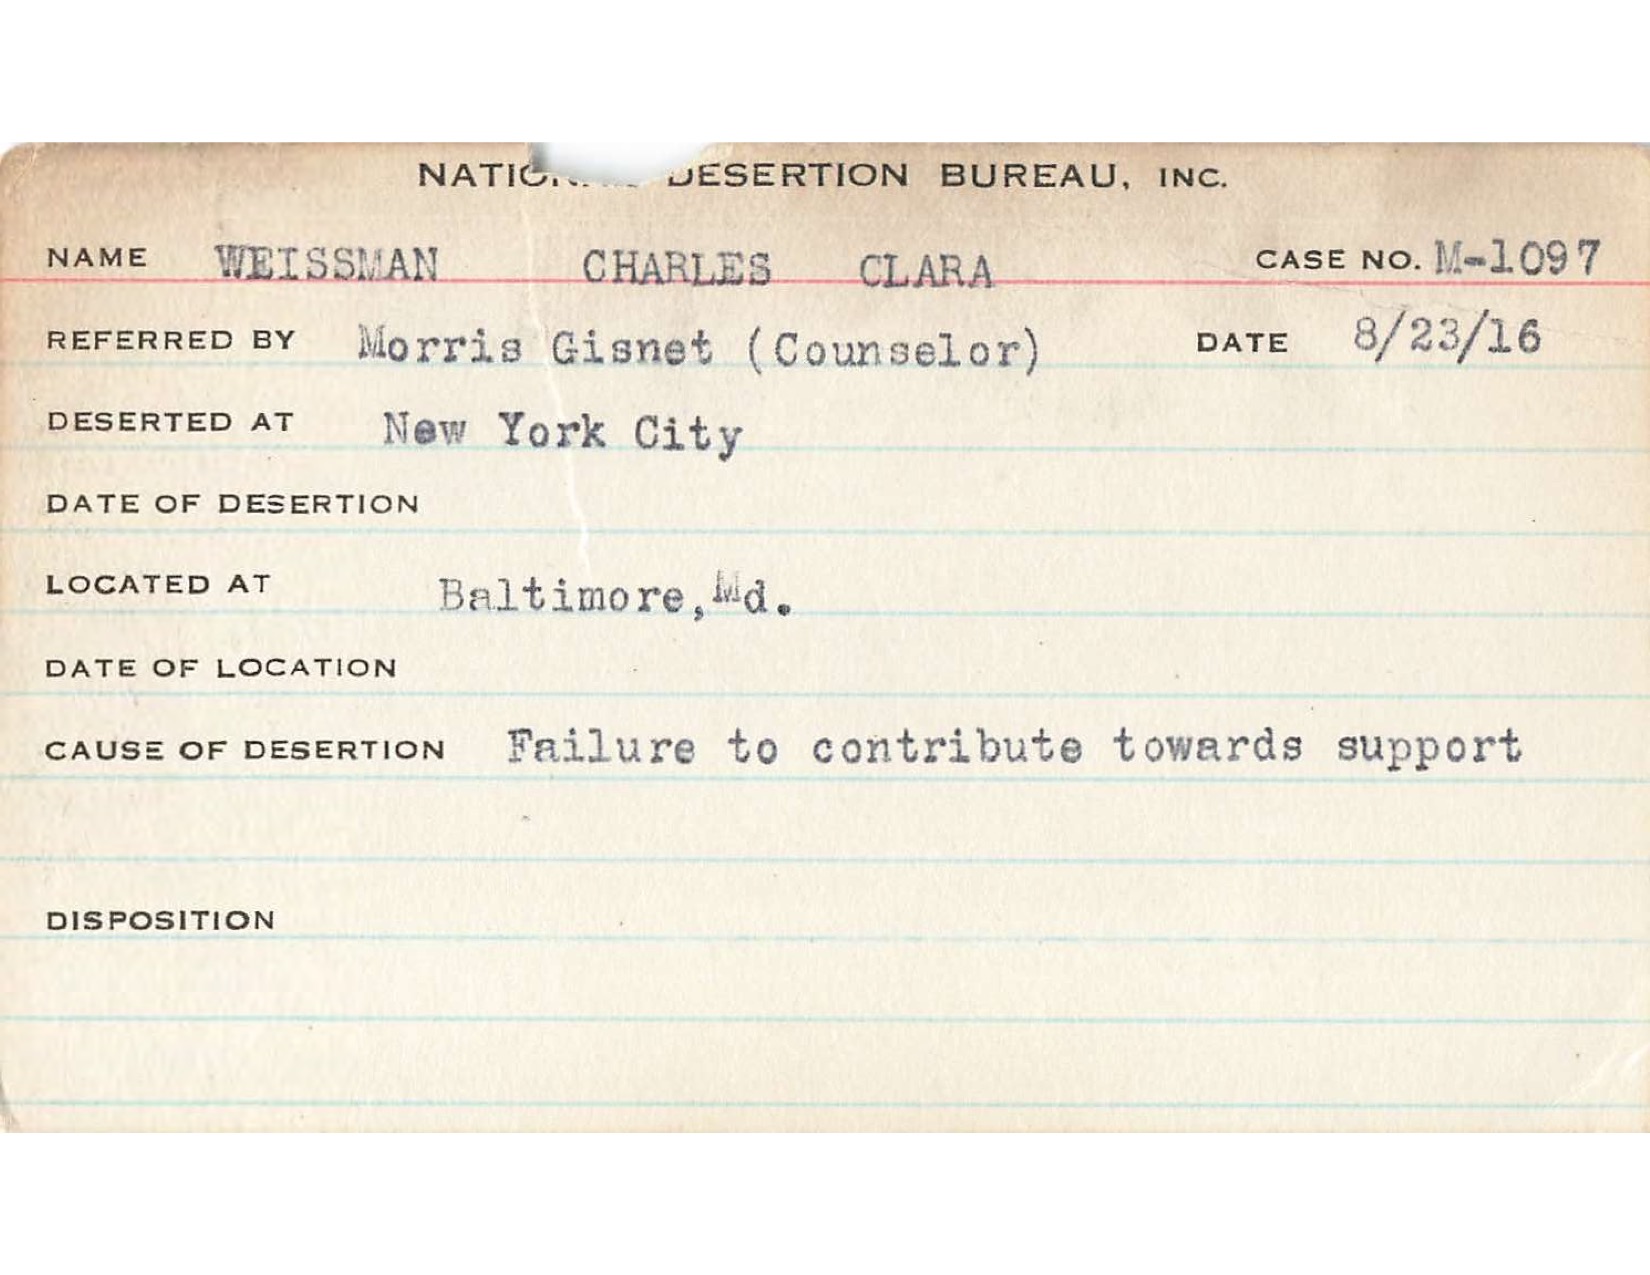 DESERTION BUREAU, INC.
NAME WEISSMAN CHARLES CLARA CASE NO. M-1097
REFERRED BY Morris Gisnet (Counselor) DATE 8/23/16
DESERTED AT New York City
DATE OF DESERTION
LOCATED AT Baltimore, Md.
DATE OF LOCATION
CAUSE OF DESERTION Failure to contribute towards support
DISPOSITION